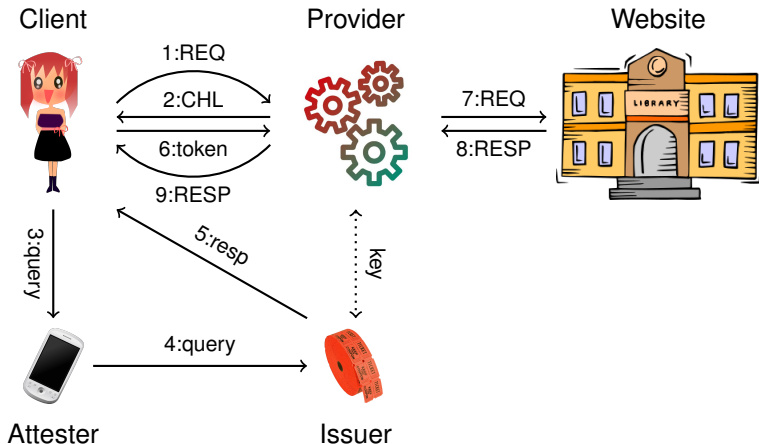 Client
Provider
Website
1:REQ
2:CHL
6:token
9:RESP
7:REQ
8:RESP
LIBRARY
3:query
5:resp
key
4:query
Attester
Issuer